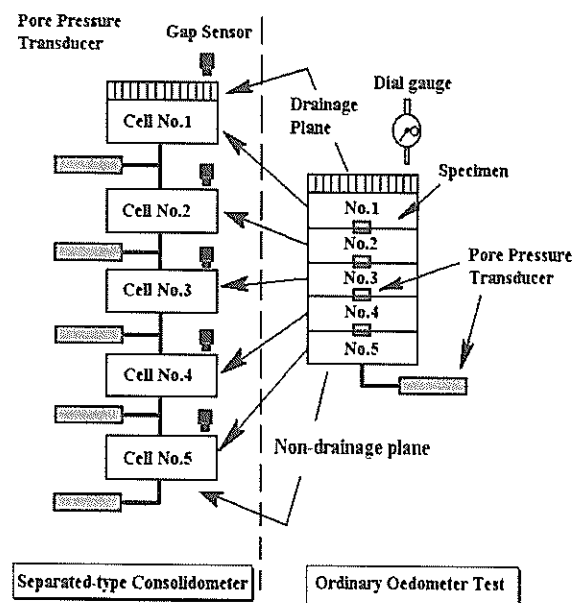 Pore Pressure
Transducer
Gap Sensor
Cell No.1
Cell No.2
Cell No.3
Cell No.4
Cell No.5
Separated-type Consolidometer
Drainage
Plane
Dial gauge
Specimen
No.1
No.2
No.3
No.4
No.5
Pore Pressure
Transducer
Non-drainage plane
Ordinary Oedometer Test